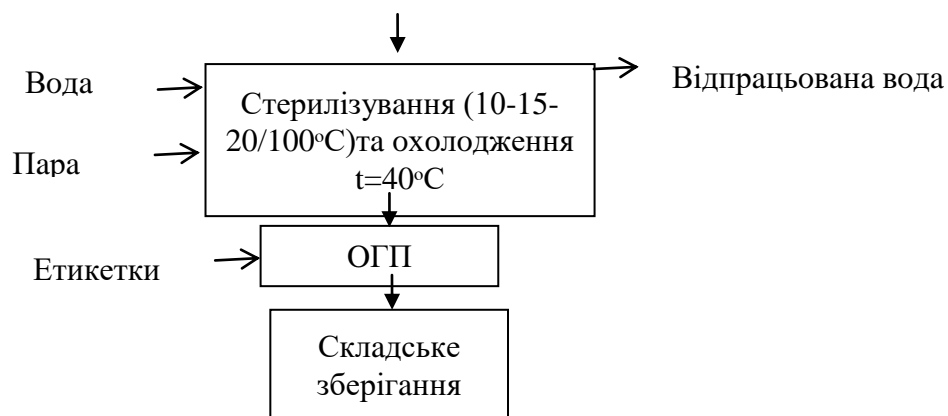 Вода
Пара
Стерилізування (10-15-
20/100°С)та охолодження
t=40°С
Відпрацьована вода
Етикетки
ОГП
Складське
зберігання